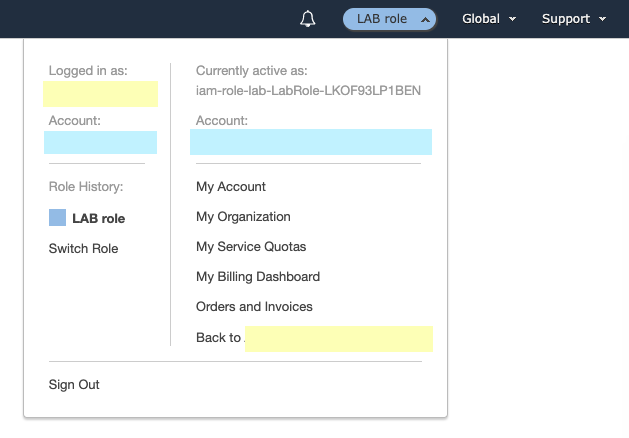 LAB role
Global
Support
Logged in as:
Account:
Role History:
LAB role
Switch Role
Currently active as:
iam-role-lab-LabRole-LKOF93LP1BEN
Account:
My Account
My Organization
My Service Quotas
My Billing Dashboard
Orders and Invoices
Back to
Sign Out